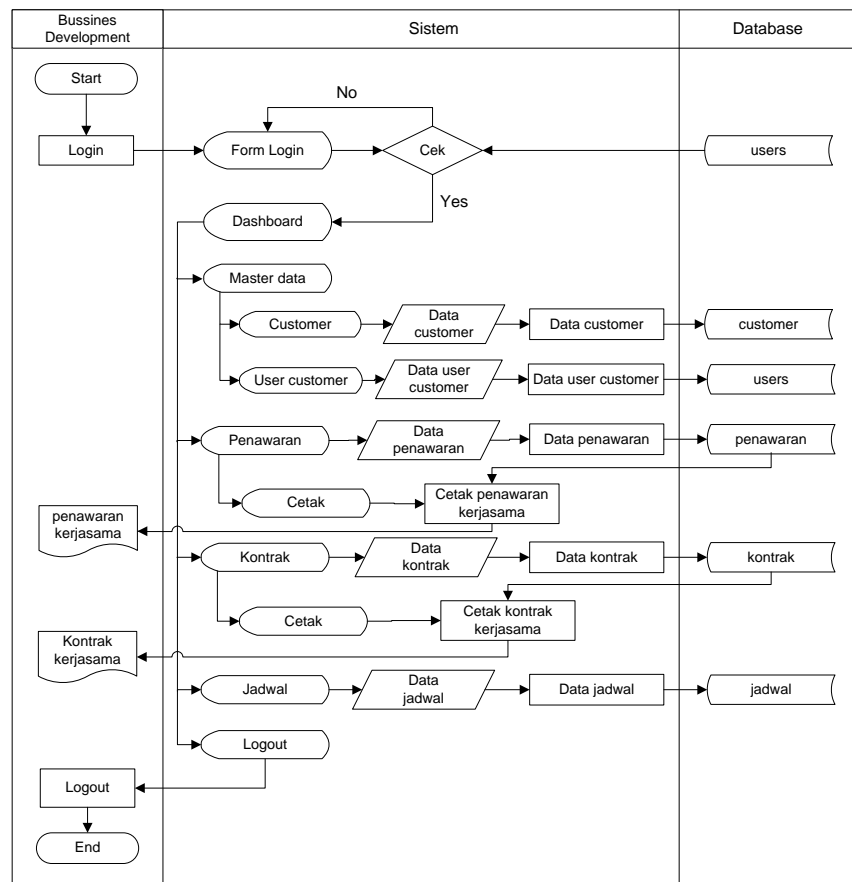 Bussines
Development
Sistem
Database
Start
No
Login
Form Login
Cek
users
Yes
Dashboard
Master data
Customer
Data
customer
Data customer
customer
User customer
Data user
customer
Data user customer
users
Penawaran
Data
penawaran
Data penawaran
penawaran
Cetak
Cetak penawaran
kerjasama
penawaran
kerjasama
Kontrak
Data
kontrak
Data kontrak
kontrak
Cetak
Cetak kontrak
kerjasama
Kontrak
kerjasama
Jadwal
Data
jadwal
Data jadwal
jadwal
Logout
Logout
End